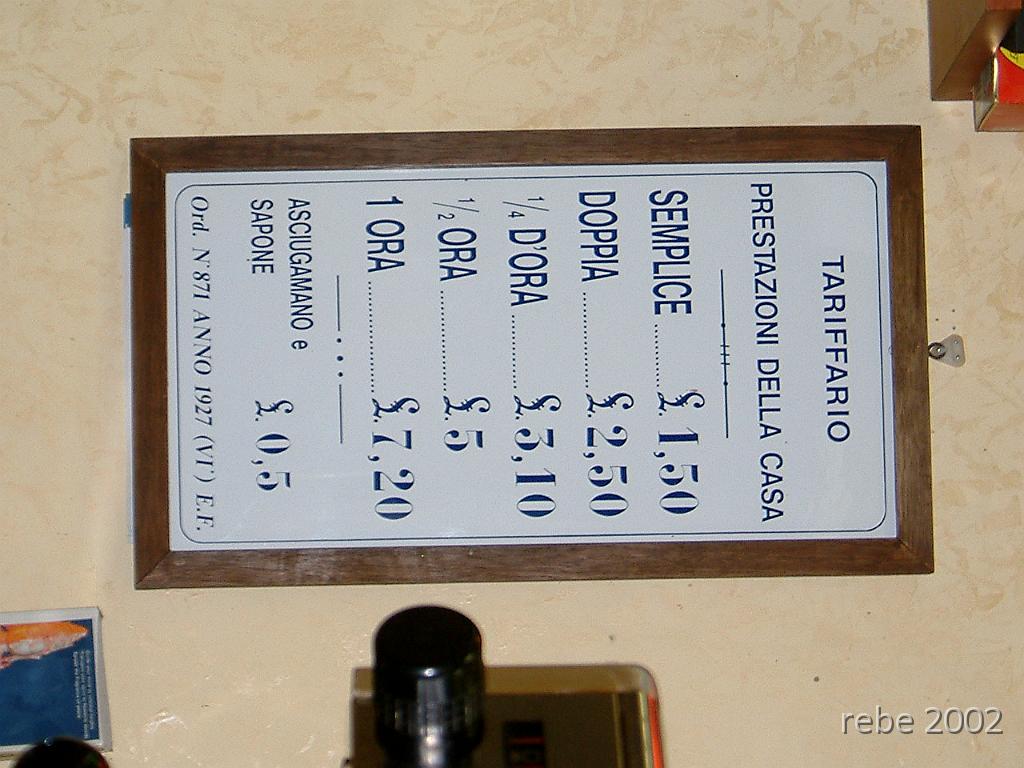 TARIFFARIO
PRESTAZIONI DELLA CASA
SEMPLICE ........ £. 1,50
DOPPIA .............. £. 2,50
1/4 D'ORA .......... £. 3,10
1/2 ORA ............... £. 5
1 ORA ................ £. 7,20
ASCIUGAMANO e
SAPONE £. 0,5
Ord. N 871 ANNO 1927 (VI.) E.F.
rebe 2002